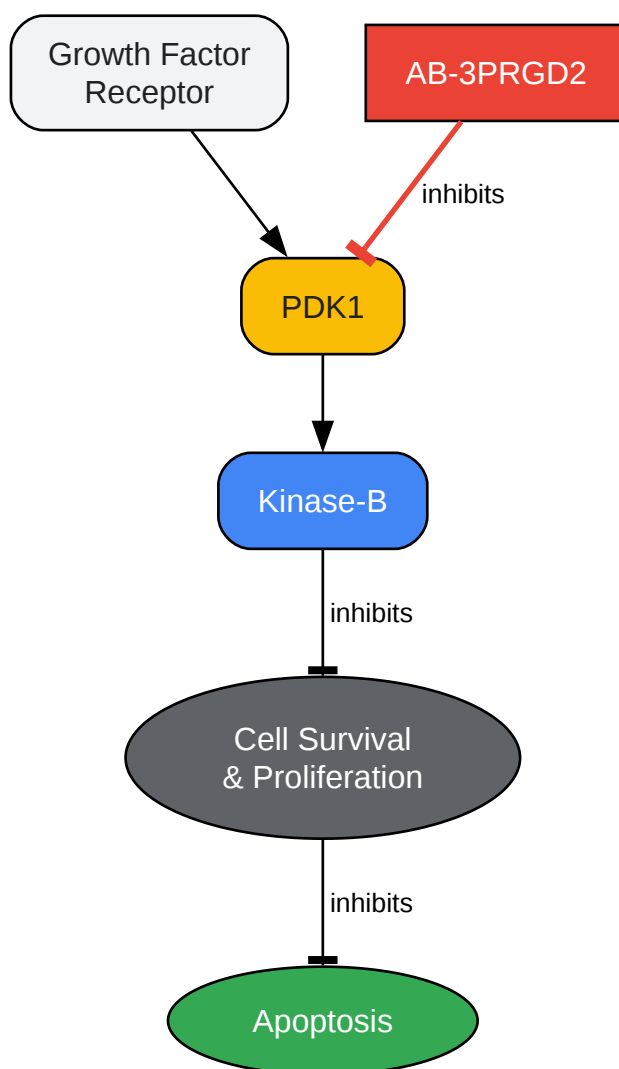 Growth Factor
Receptor
AB-3PRGD2
inhibits
PDK1
Kinase-B
inhibits
Cell Survival
& Proliferation
inhibits
Apoptosis